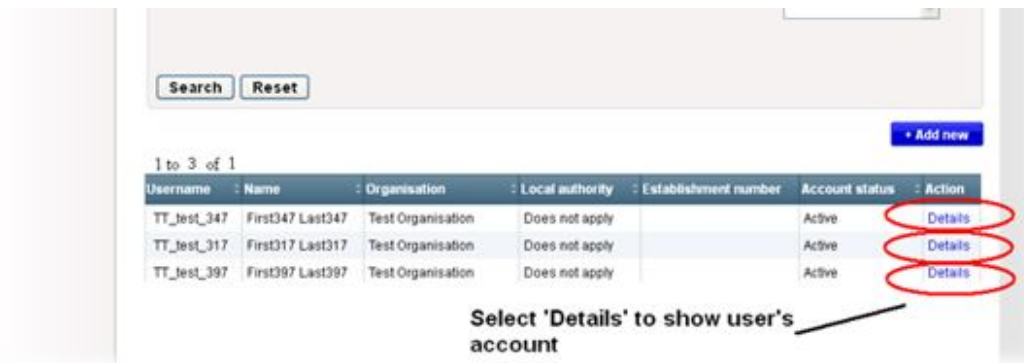 Search Reset
+ Add new
1 to 3 of 1
Username Name Organisation Local authority Establishment number Account status Action
TT_test_347 First347 Last347 Test Organisation Does not apply Active Details
TT_test_317 First317 Last317 Test Organisation Does not apply Active Details
TT_test_397 First397 Last397 Test Organisation Does not apply Active Details
Select 'Details' to show user's
account